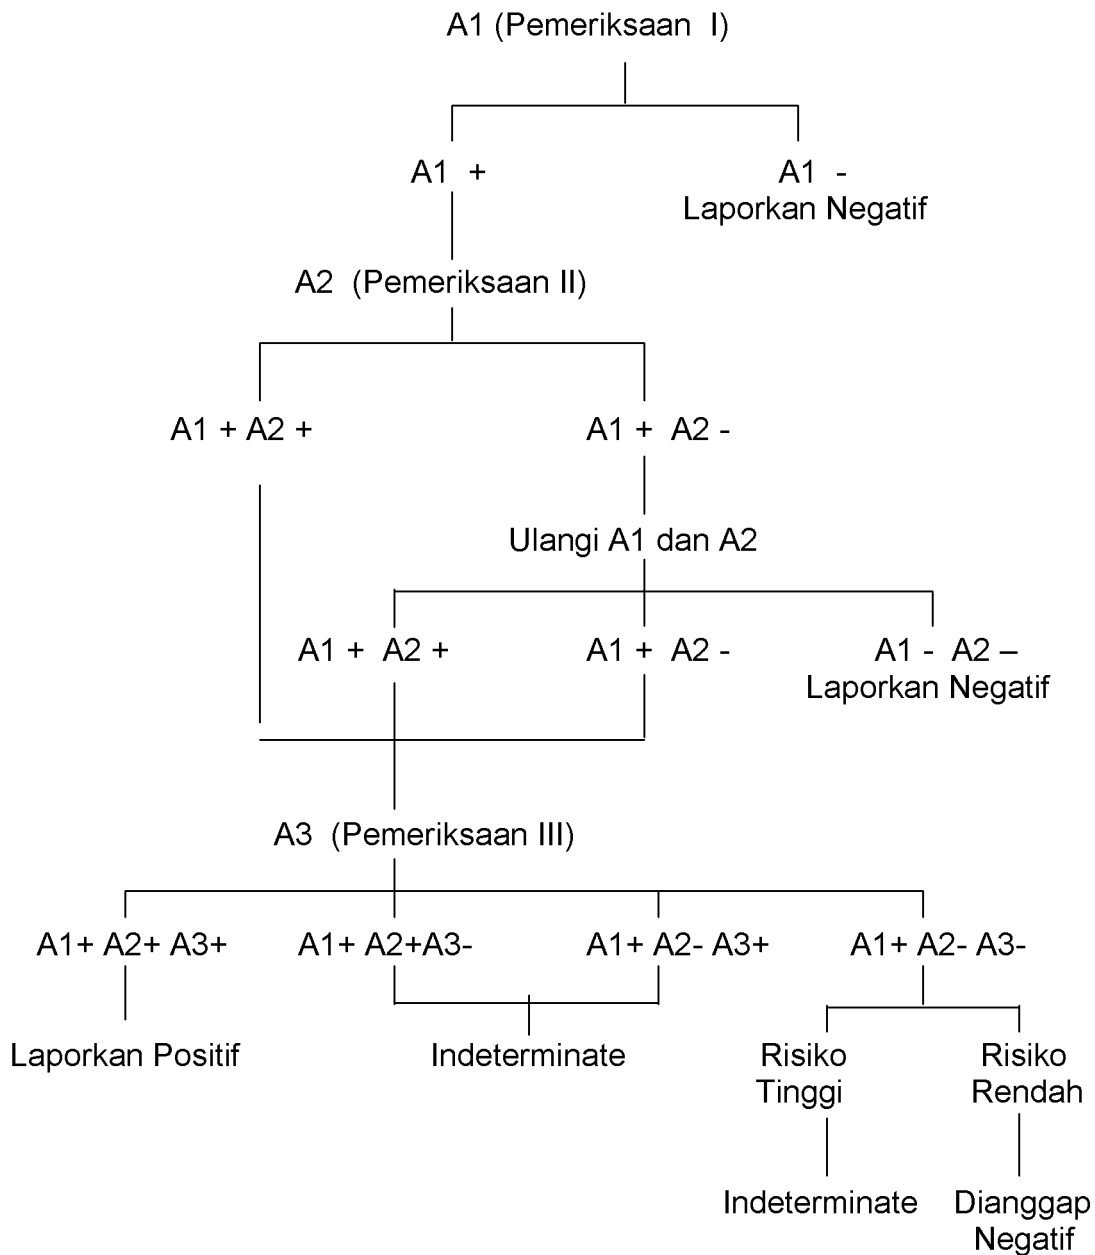 A1 (Pemeriksaan I)
A1 +
A1 -
Laporkan Negatif
A2 (Pemeriksaan II)
A1 + A2 +
A1 + A2 -
Ulangi A1 dan A2
A1 + A2 +
A1 + A2 -
A1 - A2 –
Laporkan Negatif
A3 (Pemeriksaan III)
A1+ A2+ A3+
A1+ A2+A3-
A1+ A2- A3+
A1+ A2- A3-
Laporkan Positif
Indeterminate
Risiko
Tinggi
Risiko
Rendah
Indeterminate
Dianggap
Negatif